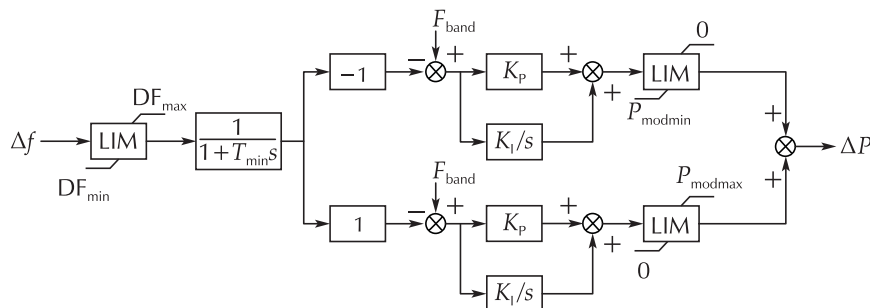 Δf
DF_max
LIM
DF_min
1
1+T_min s
−1
F_band
−
+
K_P
K_I/s
+
+
0
LIM
P_modmin
+
ΔP
+
1
F_band
−
+
K_P
K_I/s
+
+
P_modmax
LIM
0